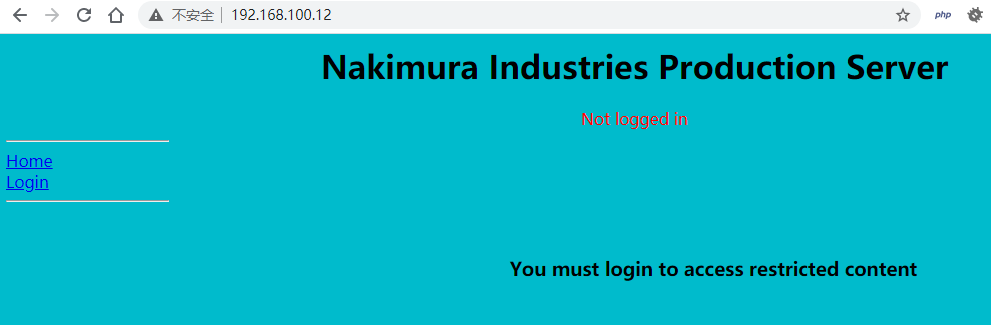 不安全 192.168.100.12
php
Nakimura Industries Production Server
Not logged in
Home
Login
You must login to access restricted content